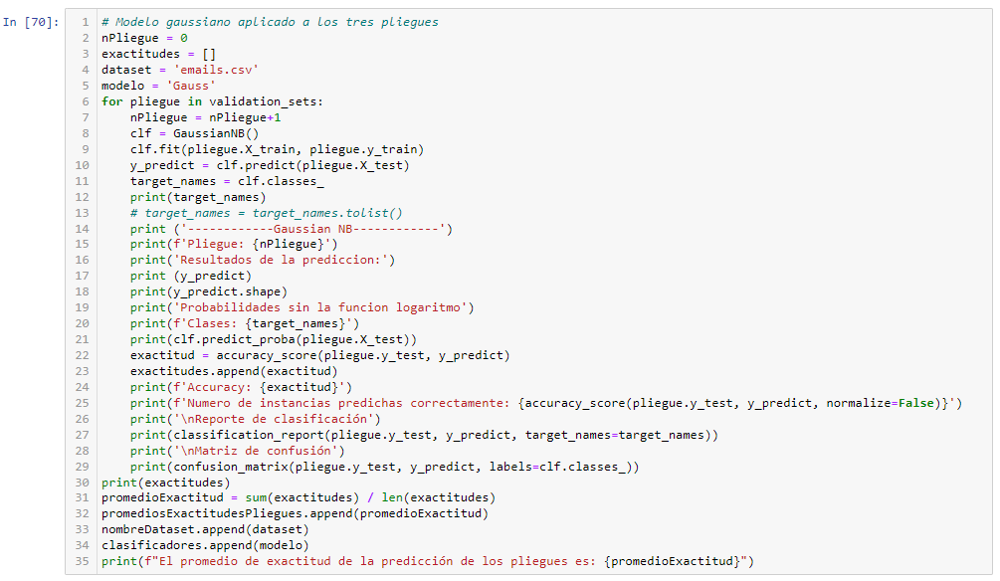 In [70]:
1 # Modelo gaussiano aplicado a los tres pliegues
2 nPliegue = 0
3 exactitudes = []
4 dataset = 'emails.csv'
5 modelo = 'Gauss'
6 for pliegue in validation_sets:
7     nPliegue = nPliegue+1
8     clf = GaussianNB()
9     clf.fit(pliegue.X_train, pliegue.y_train)
10     y_predict = clf.predict(pliegue.X_test)
11     target_names = clf.classes_
12     print(target_names)
13     # target_names = target_names.tolist()
14     print ('------------Gaussian NB------------')
15     print(f'Pliegue: {nPliegue}')
16     print('Resultados de la prediccion:')
17     print (y_predict)
18     print(y_predict.shape)
19     print('Probabilidades sin la funcion logaritmo')
20     print(f'Clases: {target_names}')
21     print(clf.predict_proba(pliegue.X_test))
22     exactitud = accuracy_score(pliegue.y_test, y_predict)
23     exactitudes.append(exactitud)
24     print(f'Accuracy: {exactitud}')
25     print(f'Numero de instancias predichas correctamente: {accuracy_score(pliegue.y_test, y_predict, normalize=False)}')
26     print('\nReporte de clasificación')
27     print(classification_report(pliegue.y_test, y_predict, target_names=target_names))
28     print('\nMatriz de confusión')
29     print(confusion_matrix(pliegue.y_test, y_predict, labels=clf.classes_))
30 print(exactitudes)
31 promedioExactitud = sum(exactitudes) / len(exactitudes)
32 promediosExactitudesPliegues.append(promedioExactitud)
33 nombreDataset.append(dataset)
34 clasificadores.append(modelo)
35 print(f"El promedio de exactitud de la predicción de los pliegues es: {promedioExactitud}")